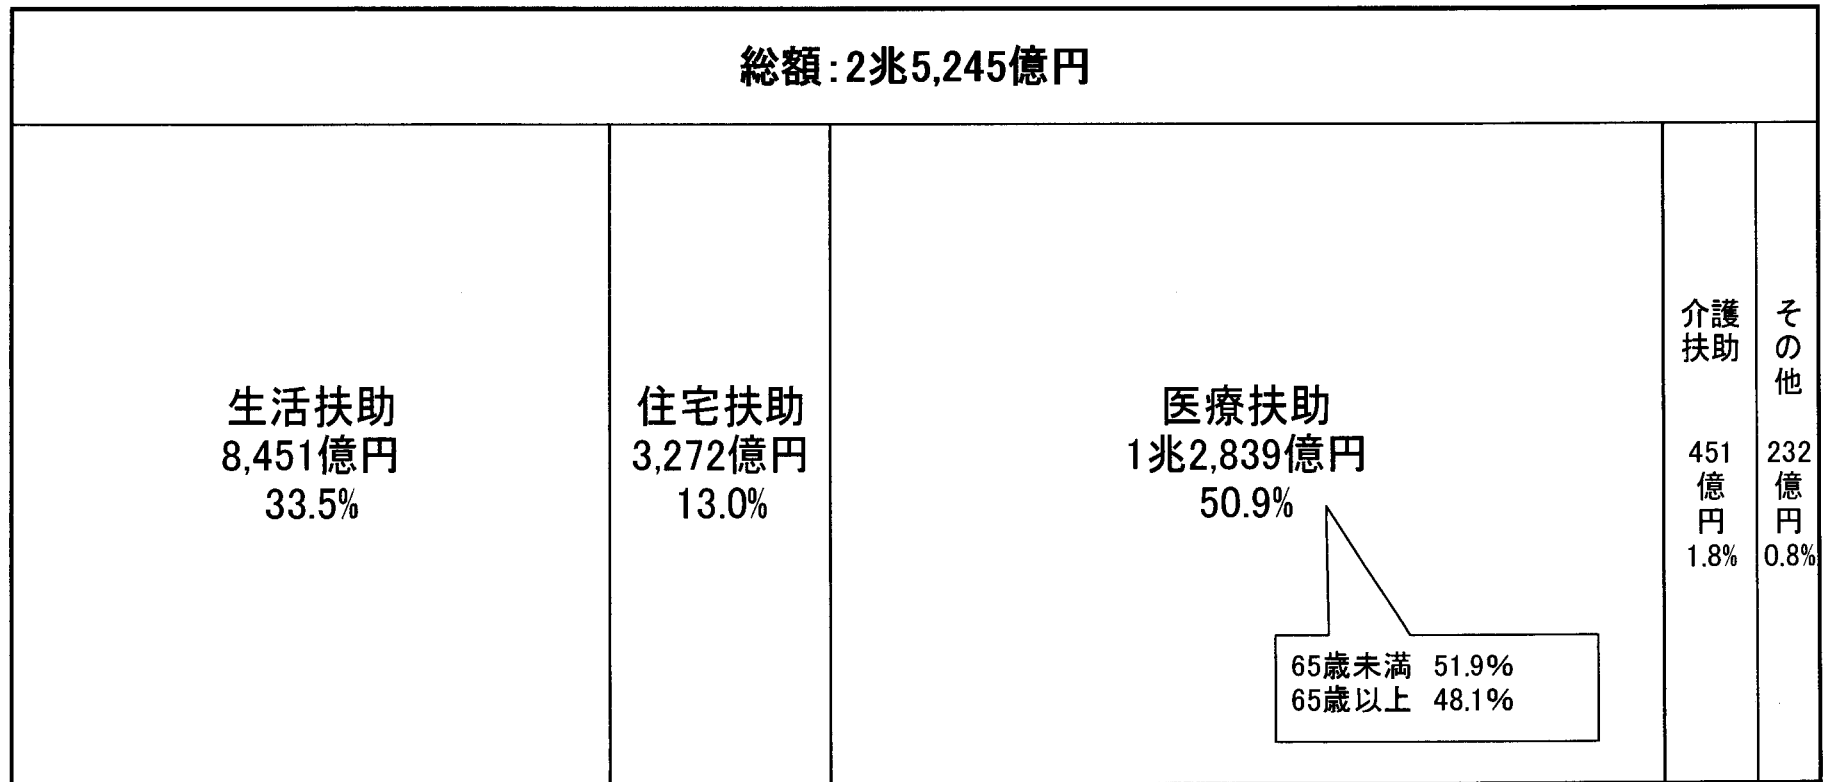 総額:2兆5,245億円
生活扶助
8,451億円
33.5%
住宅扶助
3,272億円
13.0%
医療扶助
1兆2,839億円
50.9%
65歳未満 51.9%
65歳以上 48.1%
介護
扶助
451
億
円
1.8%
そ
の
他
232
億
円
0.8%